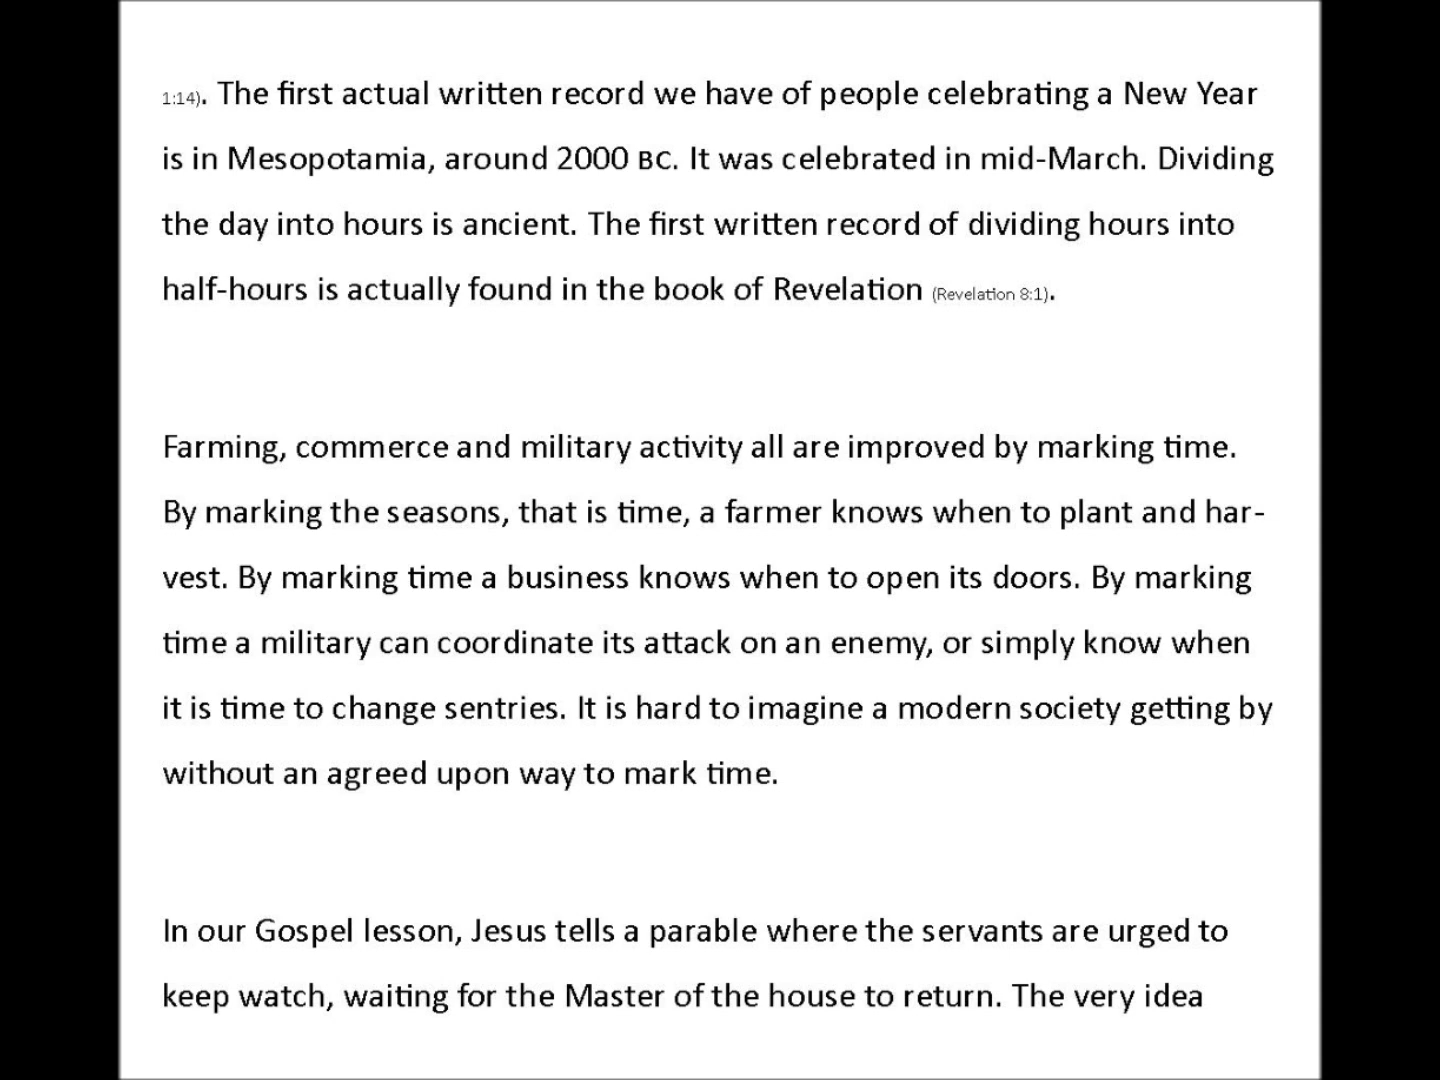 1:14). The first actual written record we have of people celebrating a New Year
is in Mesopotamia, around 2000 BC. It was celebrated in mid-March. Dividing
the day into hours is ancient. The first written record of dividing hours into
half-hours is actually found in the book of Revelation (Revelation 8:1).
Farming, commerce and military activity all are improved by marking time.
By marking the seasons, that is time, a farmer knows when to plant and har-
vest. By marking time a business knows when to open its doors. By marking
time a military can coordinate its attack on an enemy, or simply know when
it is time to change sentries. It is hard to imagine a modern society getting by
without an agreed upon way to mark time.
In our Gospel lesson, Jesus tells a parable where the servants are urged to
keep watch, waiting for the Master of the house to return. The very idea